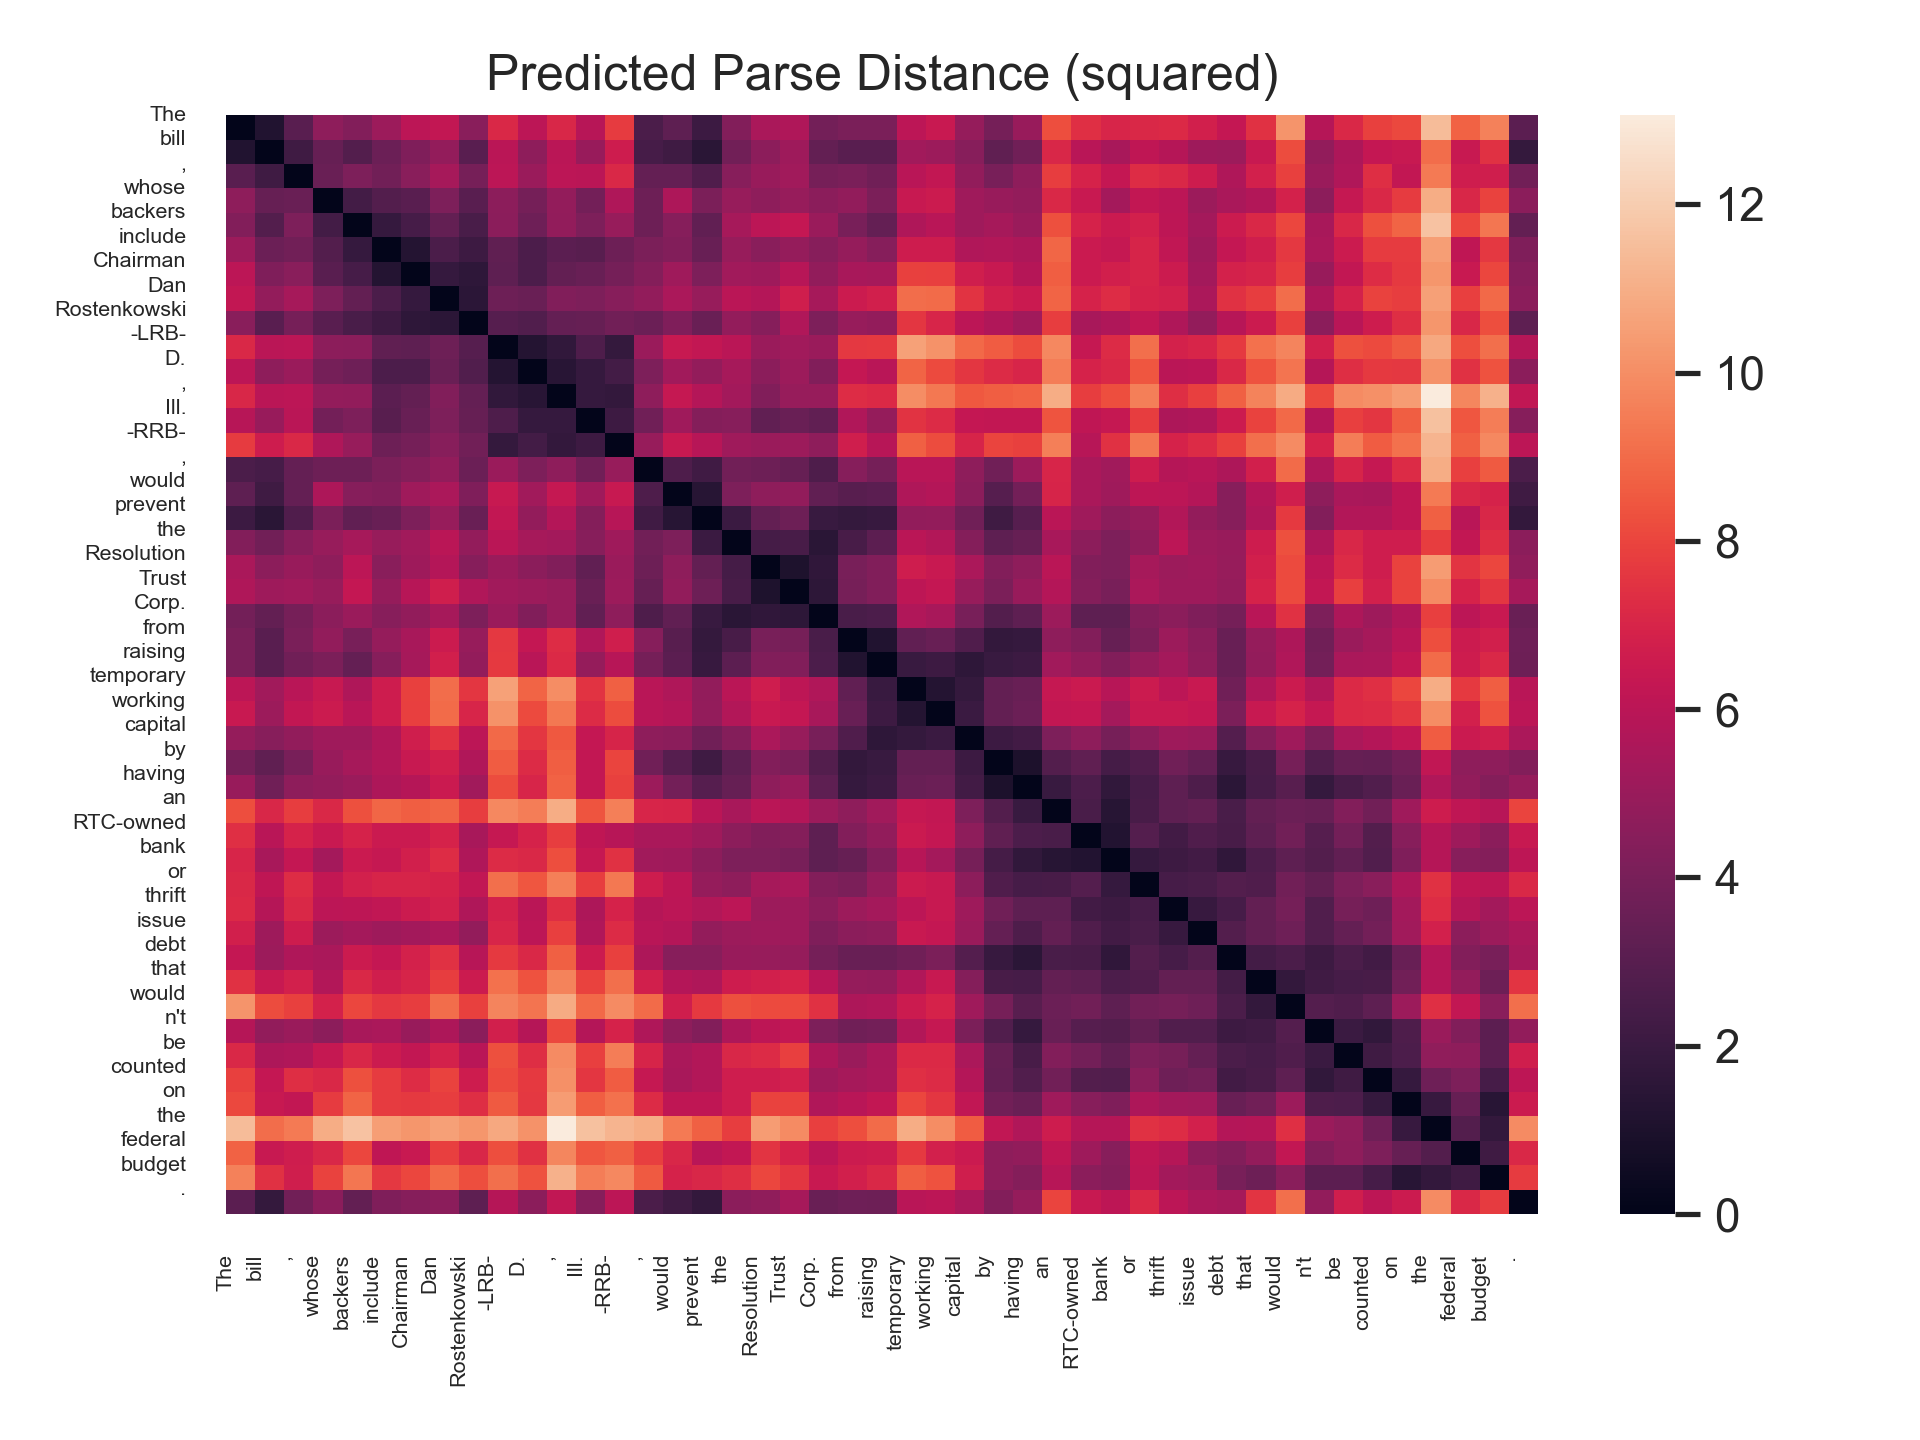 Predicted Parse Distance (squared)
The
bill
,
whose
backers
include
Chairman
Dan
Rostenkowski
-LRB-
D.
,
Ill.
-RRB-
,
would
prevent
the
Resolution
Trust
Corp.
from
raising
temporary
working
capital
by
having
an
RTC-owned
bank
or
thrift
issue
debt
that
would
n't
be
counted
on
the
federal
budget
.
The
bill
,
whose
backers
include
Chairman
Dan
Rostenkowski
-LRB-
D.
,
Ill.
-RRB-
,
would
prevent
the
Resolution
Trust
Corp.
from
raising
temporary
working
capital
by
having
an
RTC-owned
bank
or
thrift
issue
debt
that
would
n't
be
counted
on
the
federal
budget
.
12
10
8
6
4
2
0